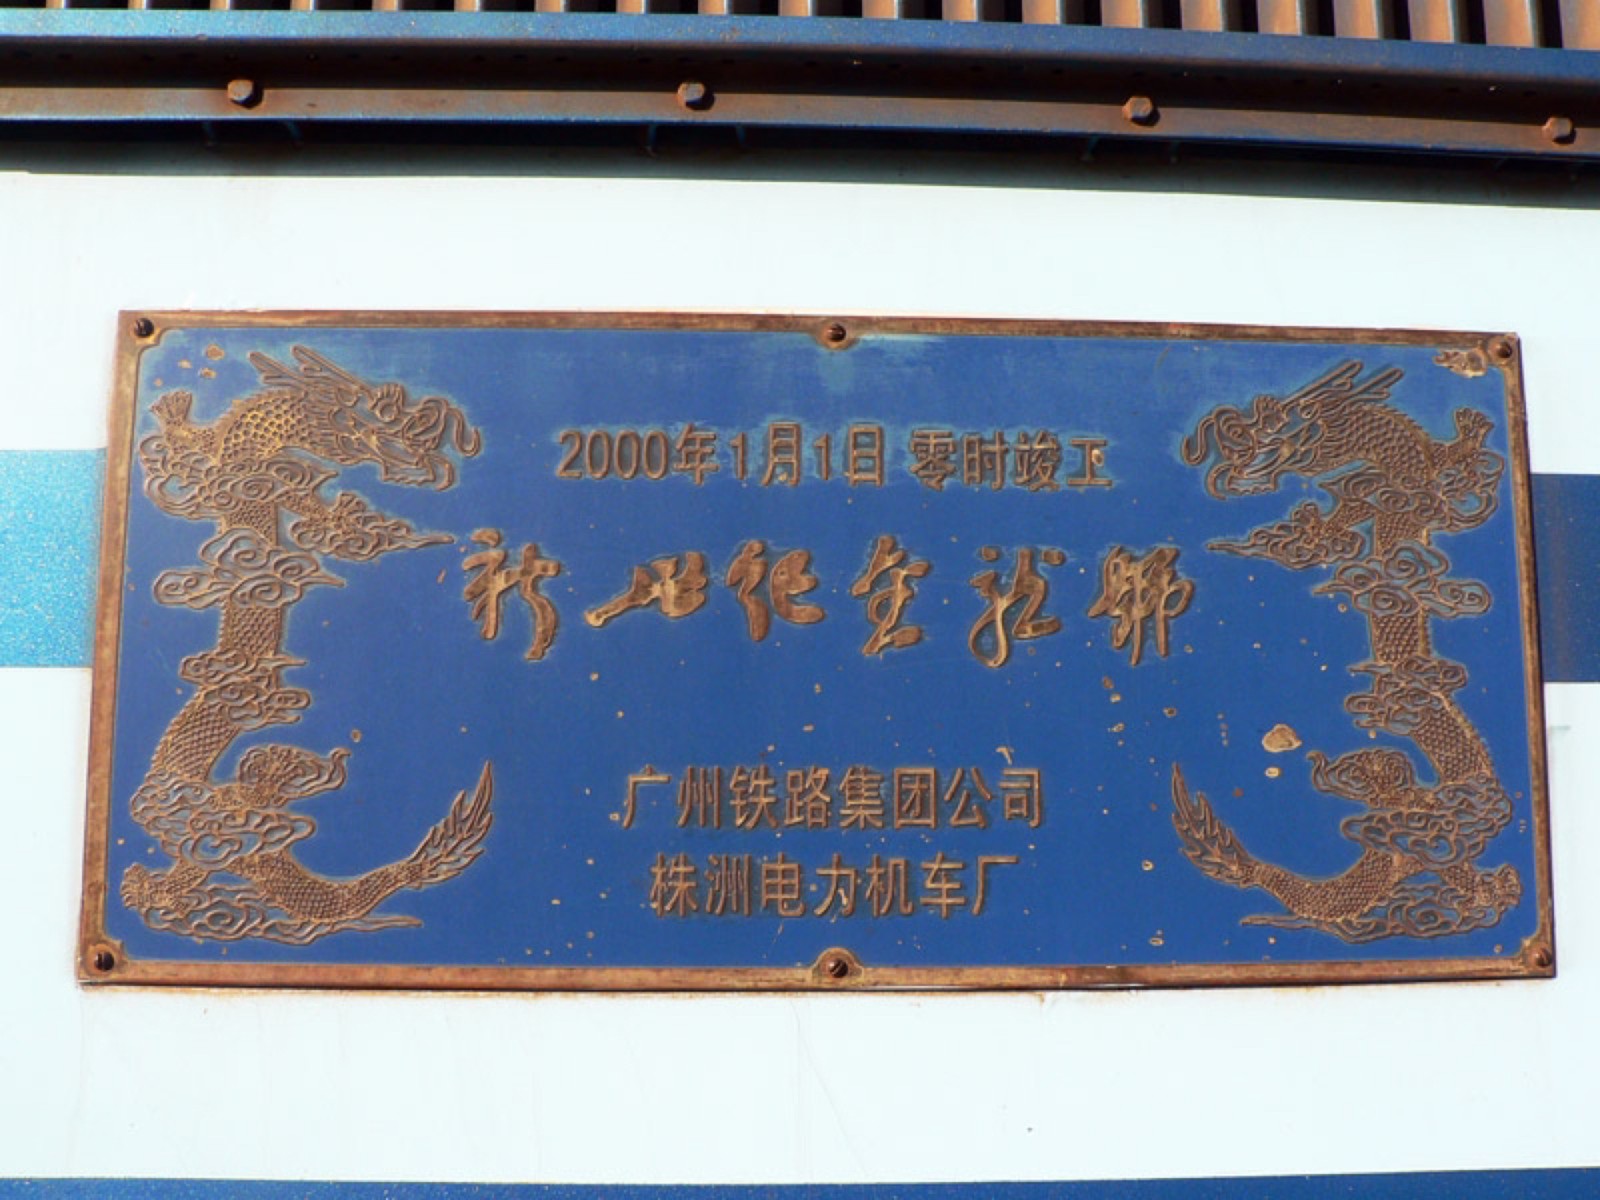 2000年1月1日 零时竣工
新世纪金龙號
广州铁路集团公司
株洲电力机车厂